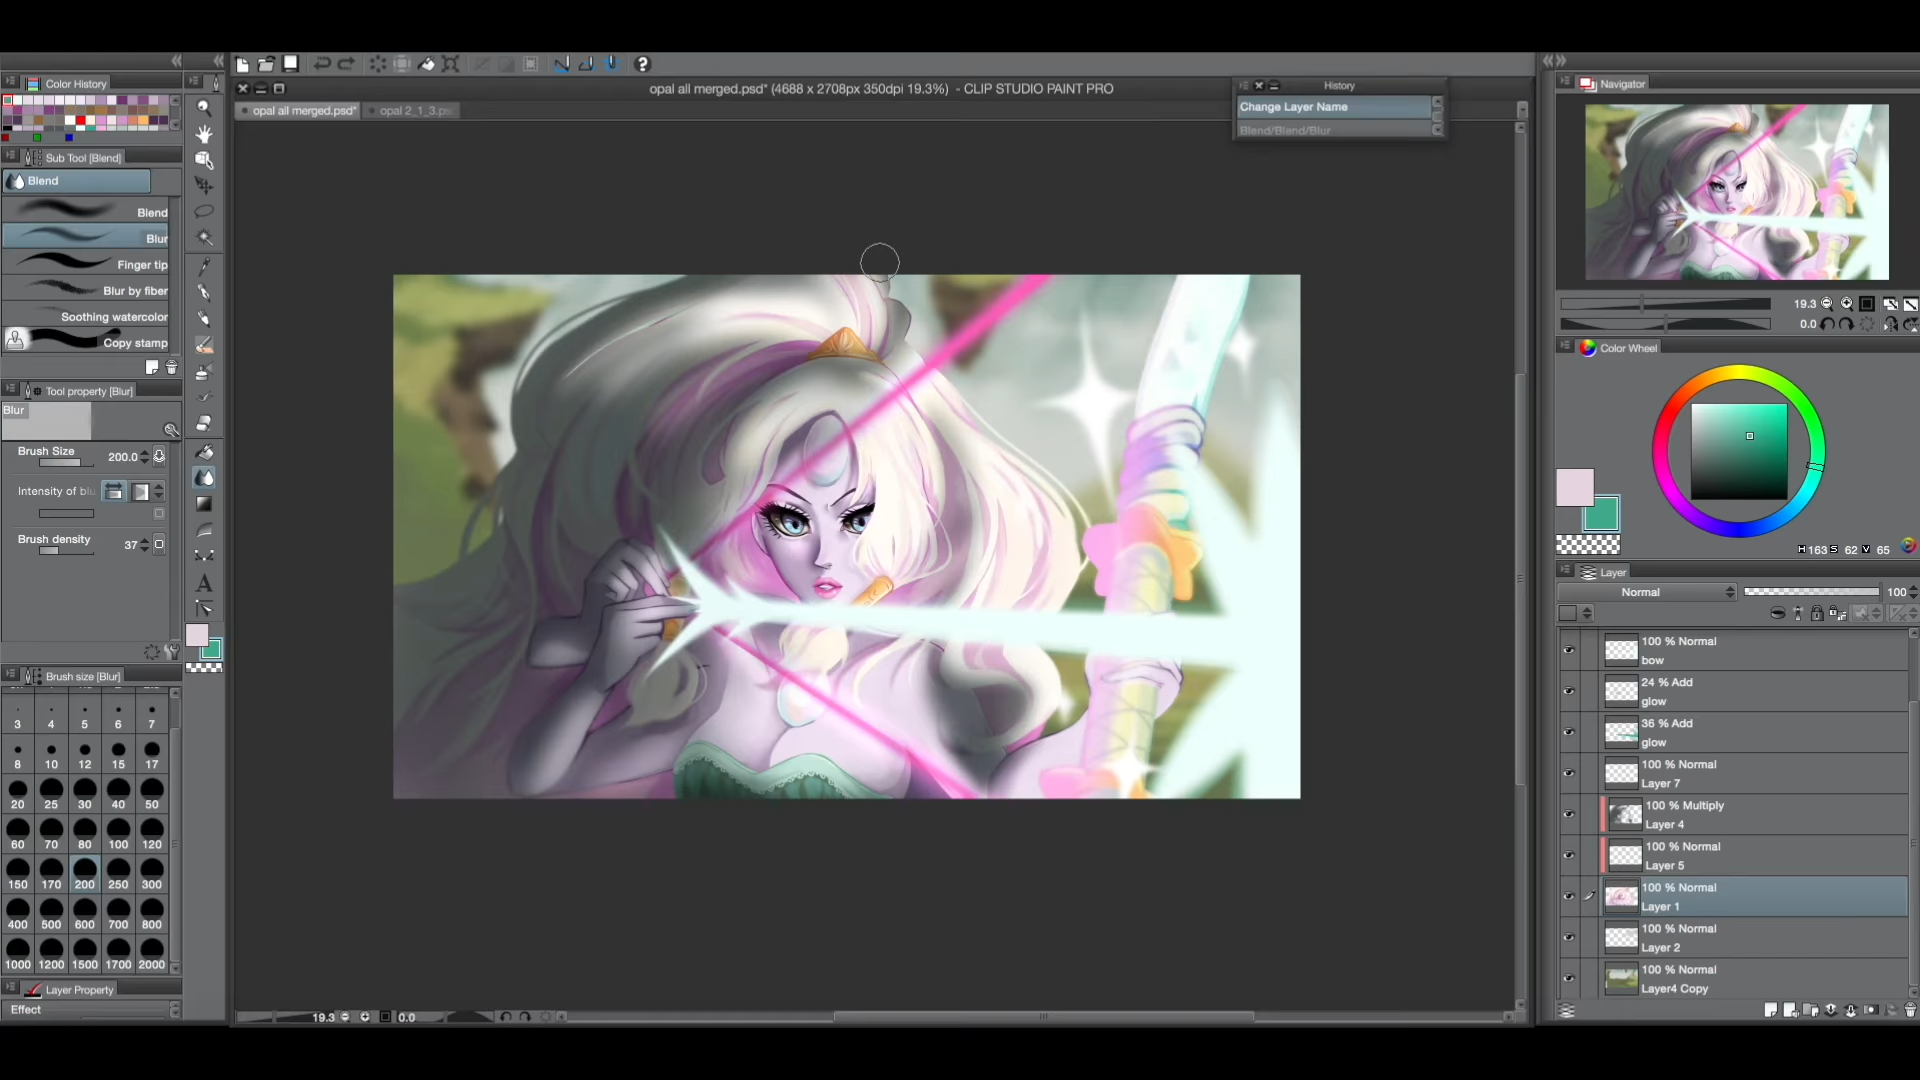 Color History
Sub Tool [Blend]
Blend
Blend
Blur
Finger tip
Blur by fiber
Soothing watercolor
Copy stamp
Tool property [Blur]
Blur
Brush Size 200.0
Intensity of blu
Brush density 37
A
Brush size [Blur]
3 4 5 6 7
8 10 12 15 17
20 25 30 40 50
60 70 80 100 120
150 170 200 250 300
400 500 600 700 800
1000 1200 1500 1700 2000
Layer Property
Effect
opal all merged.psd* (4688 x 2708px 350dpi 19.3%) - CLIP STUDIO PAINT PRO
opal all merged.psd* opal 2_1_3.ps
History
Change Layer Name
Blend/Blend/Blur
19.3 0.0
Navigator
19.3
0.0
Color Wheel
H 163 S 62 V 65
Layer
Normal 100
100 % Normal
bow
24 % Add
glow
36 % Add
glow
100 % Normal
Layer 7
100 % Multiply
Layer 4
100 % Normal
Layer 5
100 % Normal
Layer 1
100 % Normal
Layer 2
100 % Normal
Layer4 Copy